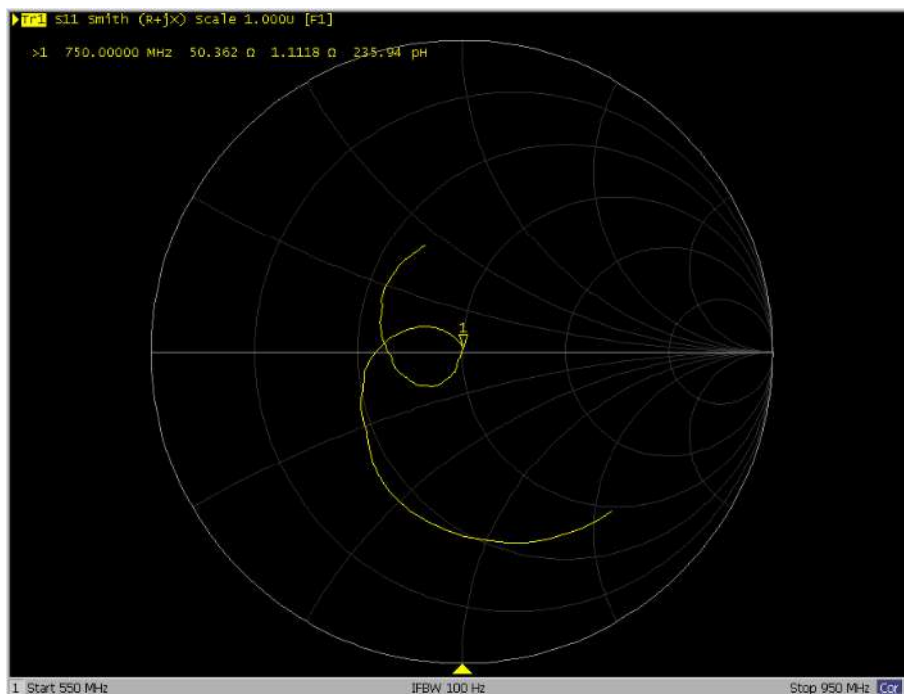 Tr1 S11 Smith (R+jX) Scale 1.000U [F1]
>1 750.00000 MHz 50.362 Ω 1.1118 Ω 235.94 pH
1
1 Start 550 MHz IFBW 100 Hz Stop 950 MHz Cor